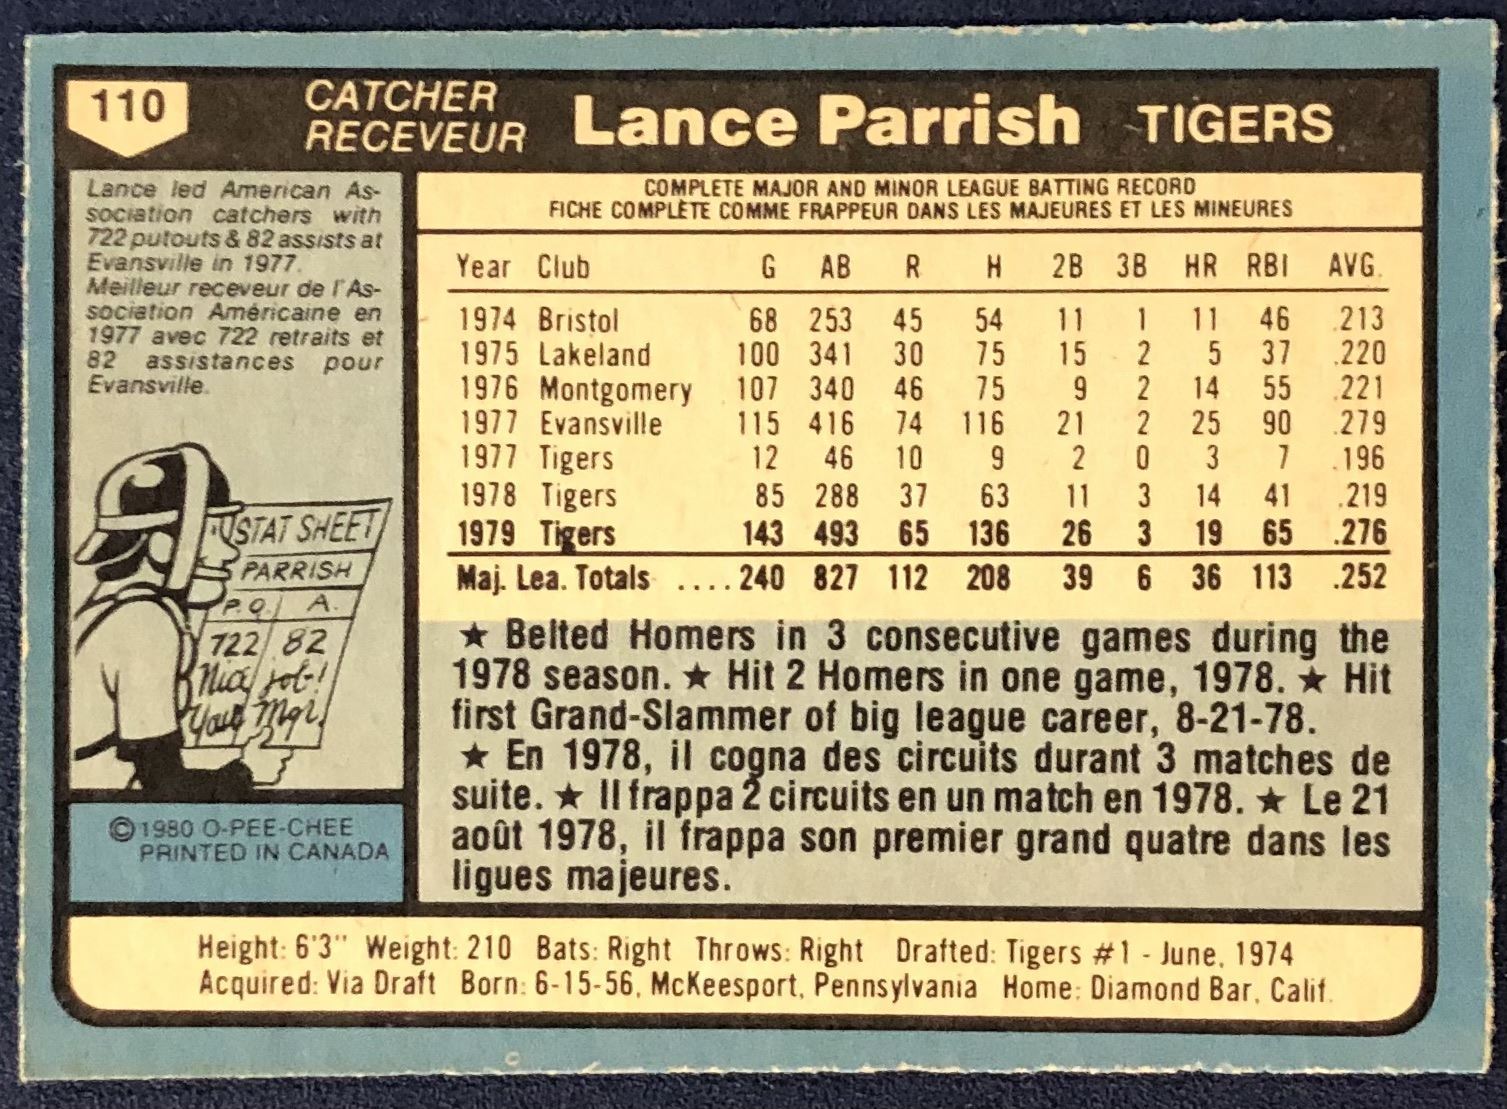 110
CATCHER
RECEVEUR
Lance Parrish TIGERS
Lance led American As-
sociation catchers with
722 putouts & 82 assists at
Evansville in 1977.
Meilleur receveur de l'As-
sociation Américaine en
1977 avec 722 retraits et
82 assistances pour
Evansville.
STAT SHEET
PARRISH
P.O. A.
722 82
Nice job!
Your Mgr.
© 1980 O-PEE-CHEE
PRINTED IN CANADA
COMPLETE MAJOR AND MINOR LEAGUE BATTING RECORD
FICHE COMPLÈTE COMME FRAPPEUR DANS LES MAJEURES ET LES MINEURES
Year Club G AB R H 2B 3B HR RBI AVG.
1974 Bristol 68 253 45 54 11 1 11 46 .213
1975 Lakeland 100 341 30 75 15 2 5 37 .220
1976 Montgomery 107 340 46 75 9 2 14 55 .221
1977 Evansville 115 416 74 116 21 2 25 90 .279
1977 Tigers 12 46 10 9 2 0 3 7 .196
1978 Tigers 85 288 37 63 11 3 14 41 .219
1979 Tigers 143 493 65 136 26 3 19 65 .276
Maj. Lea. Totals ....240 827 112 208 39 6 36 113 .252
★ Belted Homers in 3 consecutive games during the
1978 season. ★ Hit 2 Homers in one game, 1978. ★ Hit
first Grand-Slammer of big league career, 8-21-78.
★ En 1978, il cogna des circuits durant 3 matches de
suite. ★ Il frappa 2 circuits en un match en 1978. ★ Le 21
août 1978, il frappa son premier grand quatre dans les
ligues majeures.
Height: 6'3" Weight: 210 Bats: Right Throws: Right Drafted: Tigers #1 - June, 1974
Acquired: Via Draft Born: 6-15-56, McKeesport, Pennsylvania Home: Diamond Bar, Calif.